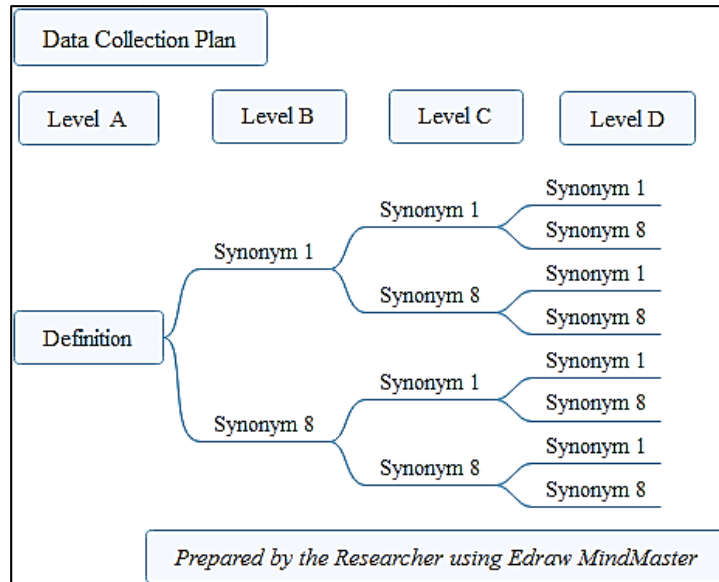 Data Collection Plan
Level A
Level B
Level C
Level D
Definition
Synonym 1
Synonym 1
Synonym 1
Synonym 8
Synonym 8
Synonym 1
Synonym 8
Synonym 8
Synonym 1
Synonym 1
Synonym 8
Synonym 8
Synonym 1
Synonym 8
Prepared by the Researcher using Edraw MindMaster